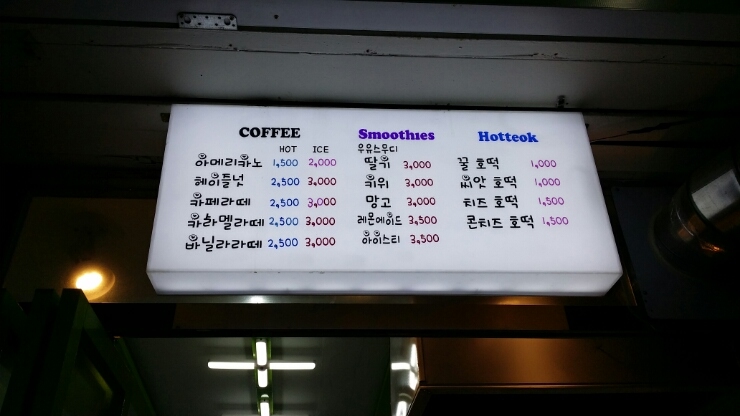 COFFEE
HOT ICE
아메리카노 1,500 2,000
헤이즐넛 2,500 3,000
카페라떼 2,500 3,000
카라멜라떼 2,500 3,000
바닐라라떼 2,500 3,000
Smoothies
우유스무디
딸기 3,000
키위 3,000
망고 3,000
레몬에이드 3,500
아이스티 3,500
Hotteok
꿀 호떡 1,000
씨앗 호떡 1,000
치즈 호떡 1,500
콘치즈 호떡 1,500